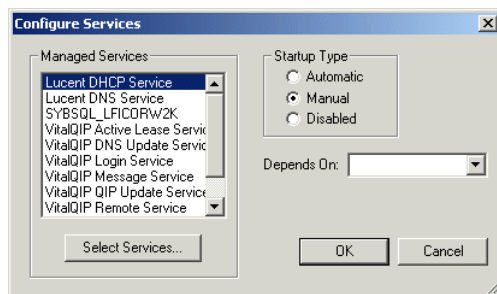 Configure Services
Managed Services
Lucent DHCP Service
Lucent DNS Service
SYBSQL_LFICORW2K
VitalQIP Active Lease Servic
VitalQIP DNS Update Servic
VitalQIP Login Service
VitalQIP Message Service
VitalQIP QIP Update Service
VitalQIP Remote Service
Select Services...
Startup Type
Automatic
Manual
Disabled
Depends On:
OK
Cancel